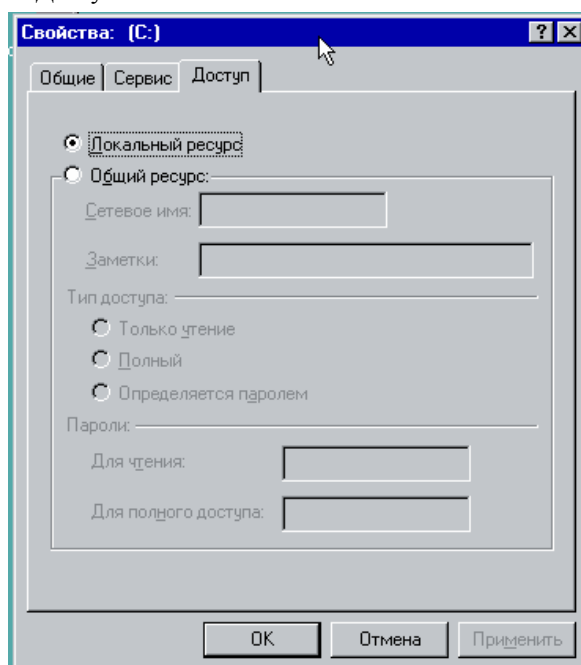 Свойства: (C:)
Общие Сервис Доступ
Локальный ресурс
Общий ресурс:
Сетевое имя:
Заметки:
Тип доступа:
Только чтение
Полный
Определяется паролем
Пароли:
Для чтения:
Для полного доступа:
OK Отмена Применить